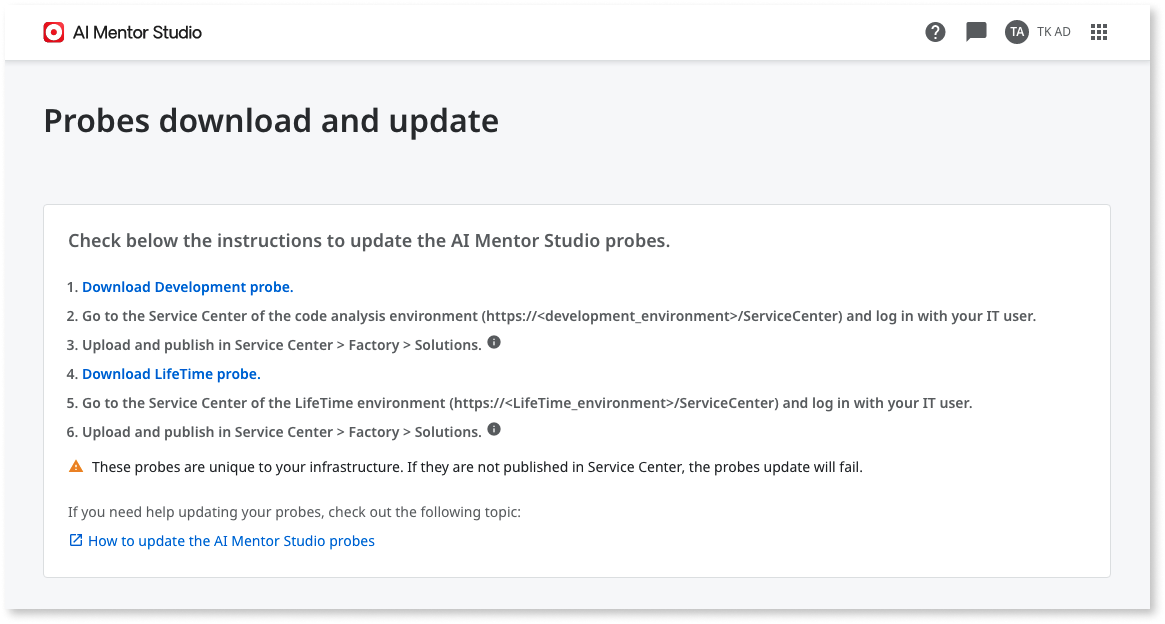 AI Mentor Studio
? TA TK AD
Probes download and update
Check below the instructions to update the AI Mentor Studio probes.
1. Download Development probe.
2. Go to the Service Center of the code analysis environment (https://<development_environment>/ServiceCenter) and log in with your IT user.
3. Upload and publish in Service Center > Factory > Solutions.
4. Download LifeTime probe.
5. Go to the Service Center of the LifeTime environment (https://<LifeTime_environment>/ServiceCenter) and log in with your IT user.
6. Upload and publish in Service Center > Factory > Solutions.
These probes are unique to your infrastructure. If they are not published in Service Center, the probes update will fail.
If you need help updating your probes, check out the following topic:
How to update the AI Mentor Studio probes